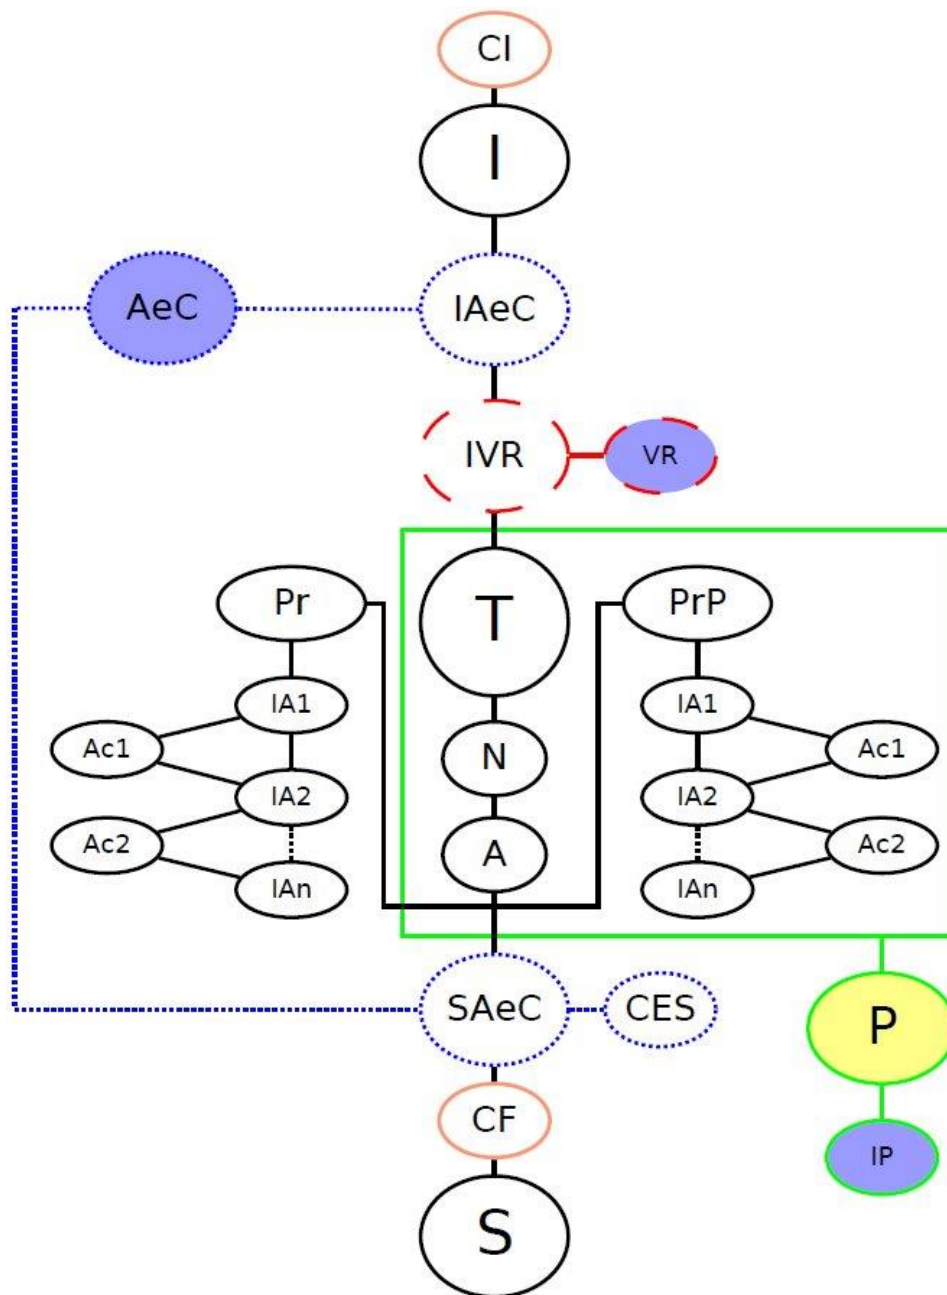 CI
I
AeC
IAeC
IVR
VR
Pr
T
PrP
IA1
IA1
Ac1
N
Ac1
IA2
IA2
Ac2
A
Ac2
IAn
IAn
SAeC
CES
P
CF
IP
S